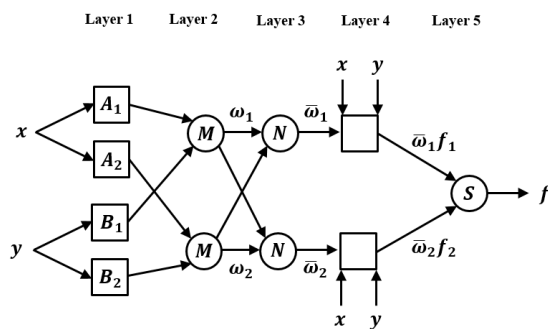 Layer 1 Layer 2 Layer 3 Layer 4 Layer 5
x y
A₁ ω₁ ω̅₁
x M N
ω̅₁f₁
A₂
S f
B₁
y M N
ω̅₂f₂
B₂ ω₂ ω̅₂
x y